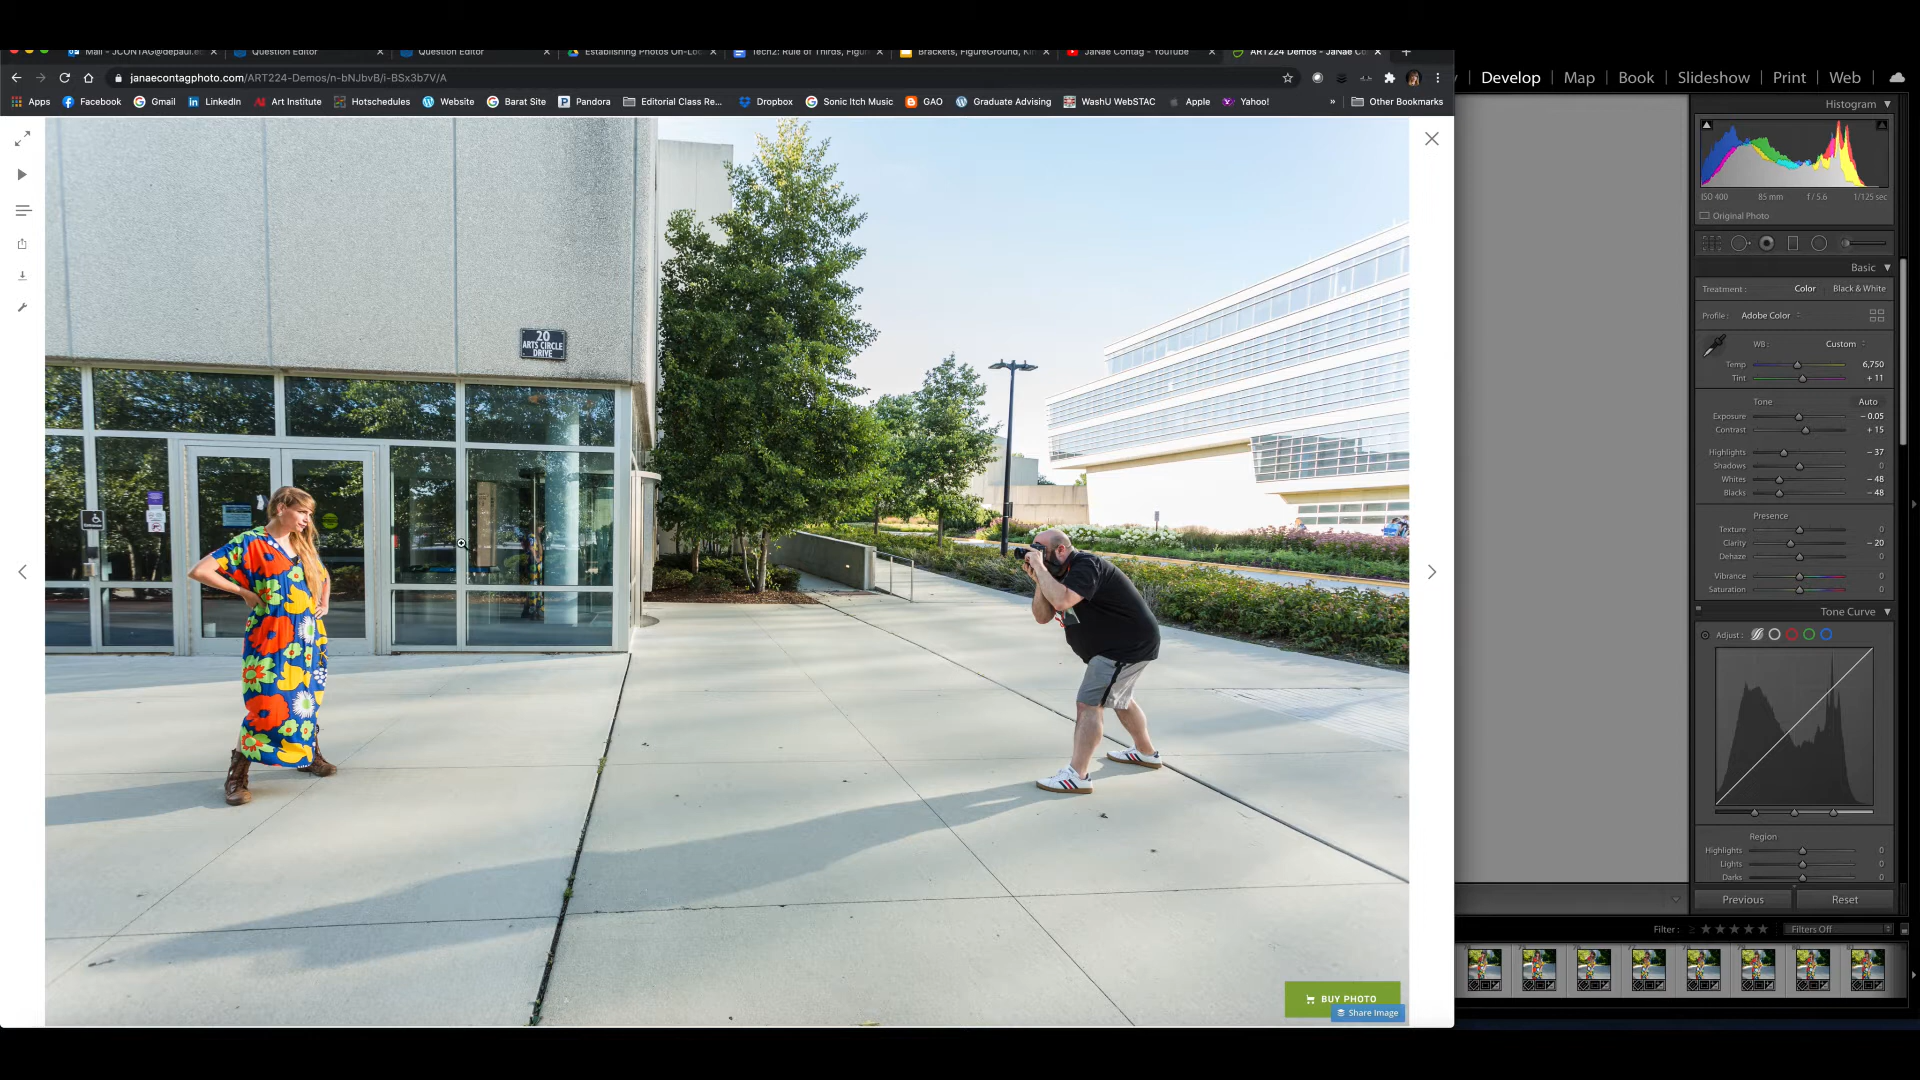 Mail - JCONTAG@depaul.e
Question Editor
Question Editor
Establishing Photos On-Loc
Tech2: Rule of Thirds, Figur
Brackets, FigureGround, Ki
JaNae Contag - YouTube
ART224 Demos - JaNae Co
janaecontagphoto.com/ART224-Demos/n-bNJbvB/i-BSx3b7V/A
Apps
Facebook
Gmail
LinkedIn
Art Institute
Hotschedules
Website
Barat Site
Pandora
Editorial Class Re...
Dropbox
Sonic Itch Music
GAO
Graduate Advising
WashU WebSTAC
Apple
Yahoo!
Other Bookmarks
20
ARTS CIRCLE
DRIVE
BUY PHOTO
Share Image
Develop
Map
Book
Slideshow
Print
Web
Histogram
ISO 400 85 mm f / 5.6 1/125 sec
Original Photo
Basic
Treatment : Color Black & White
Profile : Adobe Color
WB : Custom
Temp 6,750
Tint + 11
Tone Auto
Exposure - 0.05
Contrast + 15
Highlights - 37
Shadows 0
Whites - 48
Blacks - 48
Presence
Texture 0
Clarity - 20
Dehaze 0
Vibrance 0
Saturation 0
Tone Curve
Adjust :
Region
Highlights 0
Lights 0
Darks 0
Previous
Reset
Filter :
Filters Off